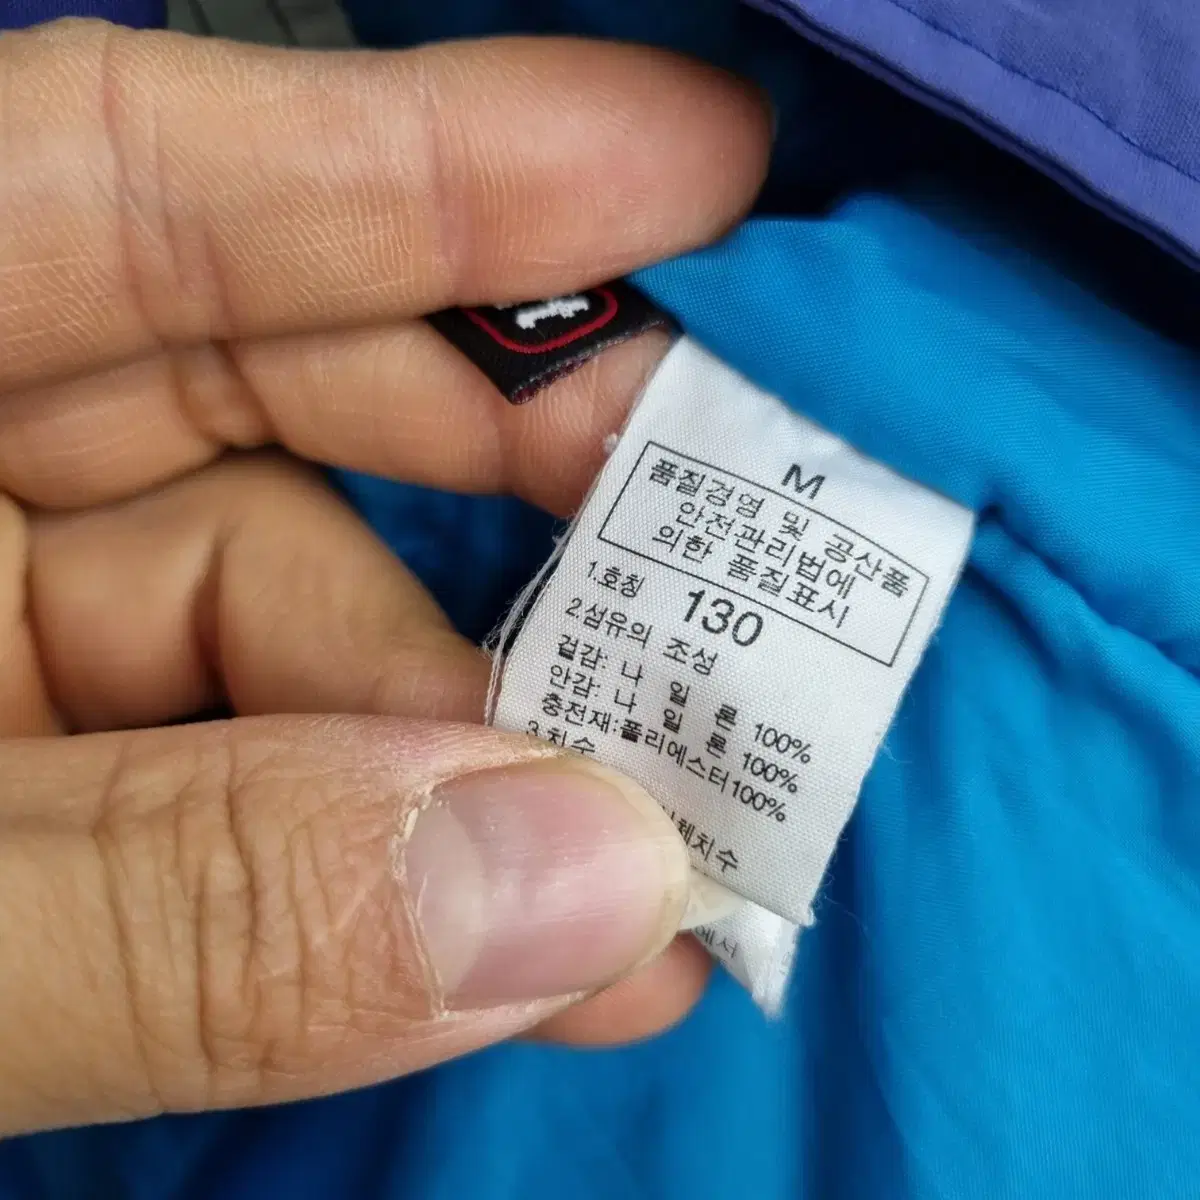 M
품질경영 및 공산품
안전관리법에
의한 품질표시
1.호칭 130
2.섬유의 조성
겉감: 나 일 론 100%
안감: 나 일 론 100%
충전재:폴리에스터100%
3.치수
체치수
에서